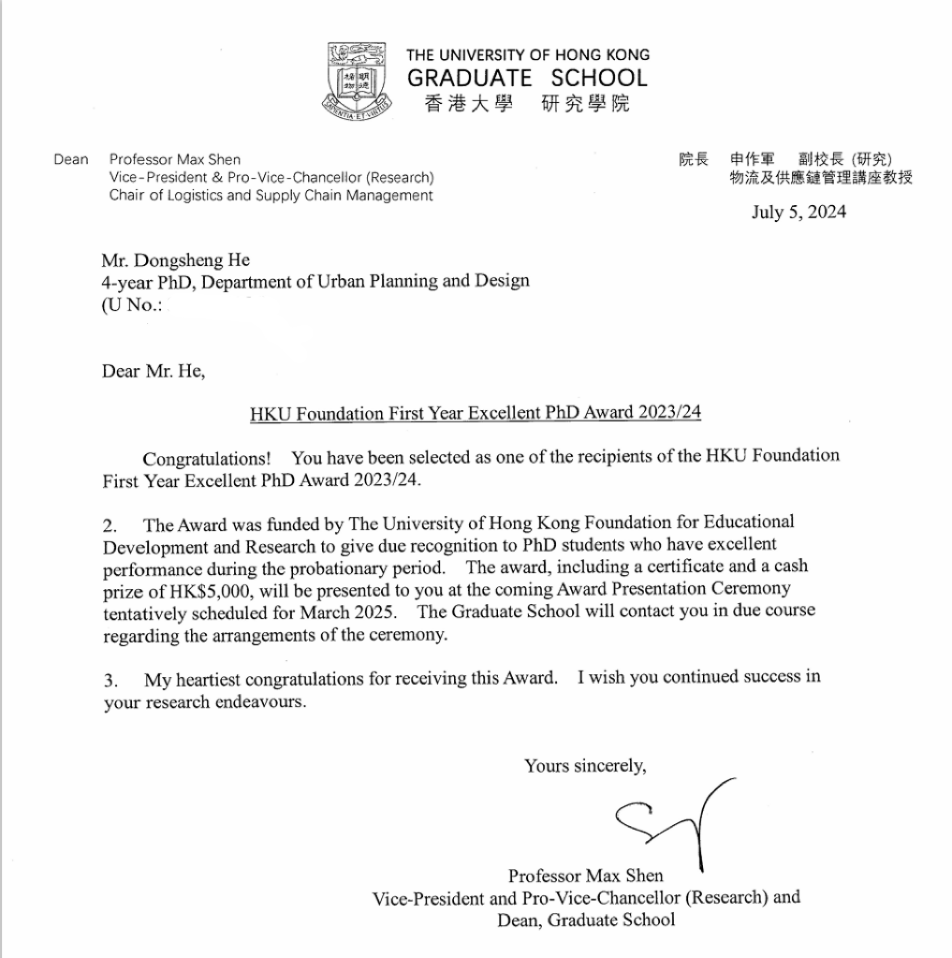 THE UNIVERSITY OF HONG KONG
GRADUATE SCHOOL
香港大學 研究學院
SAPIENTIA ET VIRTUS
Dean Professor Max Shen
Vice-President & Pro-Vice-Chancellor (Research)
Chair of Logistics and Supply Chain Management
院長 申作軍 副校長 (研究)
物流及供應鏈管理講座教授
July 5, 2024
Mr. Dongsheng He
4-year PhD, Department of Urban Planning and Design
(U No.:
Dear Mr. He,
HKU Foundation First Year Excellent PhD Award 2023/24
Congratulations! You have been selected as one of the recipients of the HKU Foundation
First Year Excellent PhD Award 2023/24.
2. The Award was funded by The University of Hong Kong Foundation for Educational
Development and Research to give due recognition to PhD students who have excellent
performance during the probationary period. The award, including a certificate and a cash
prize of HK$5,000, will be presented to you at the coming Award Presentation Ceremony
tentatively scheduled for March 2025. The Graduate School will contact you in due course
regarding the arrangements of the ceremony.
3. My heartiest congratulations for receiving this Award. I wish you continued success in
your research endeavours.
Yours sincerely,
Professor Max Shen
Vice-President and Pro-Vice-Chancellor (Research) and
Dean, Graduate School